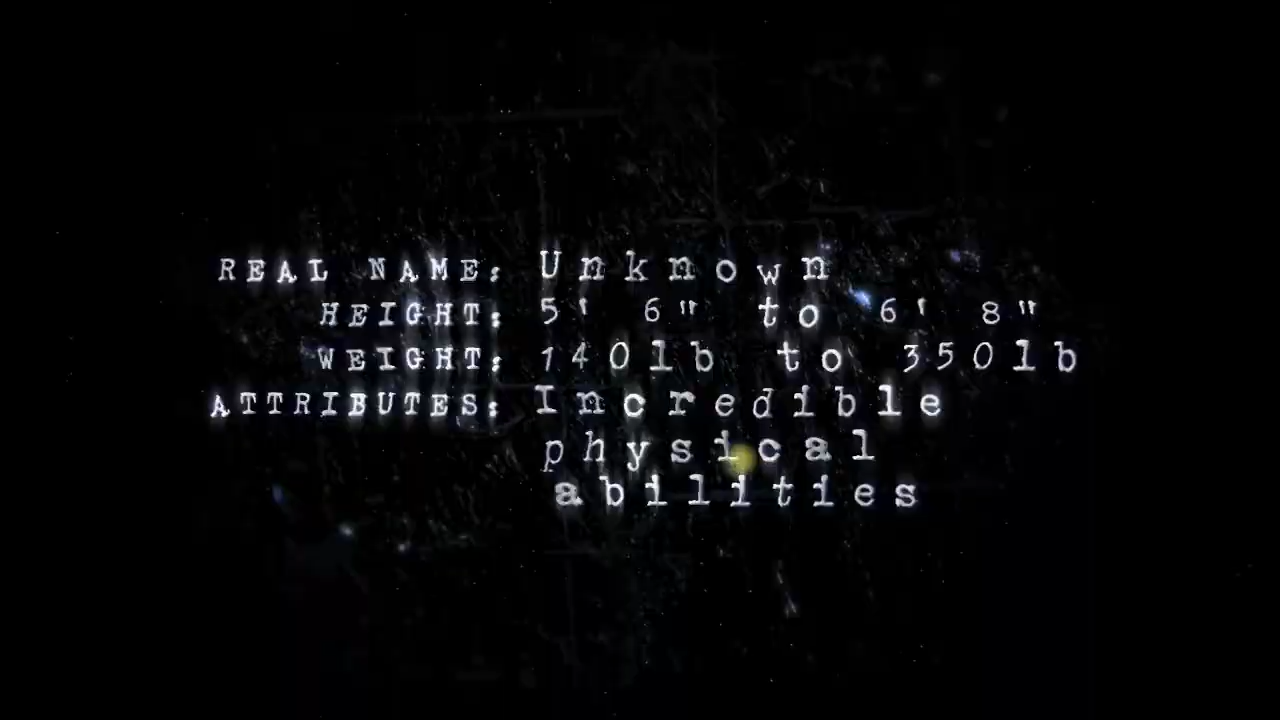 REAL NAME: Unknown
HEIGHT: 5' 6" to 6' 8"
WEIGHT: 140lb to 350lb
ATTRIBUTES: Incredible
physical
abilities